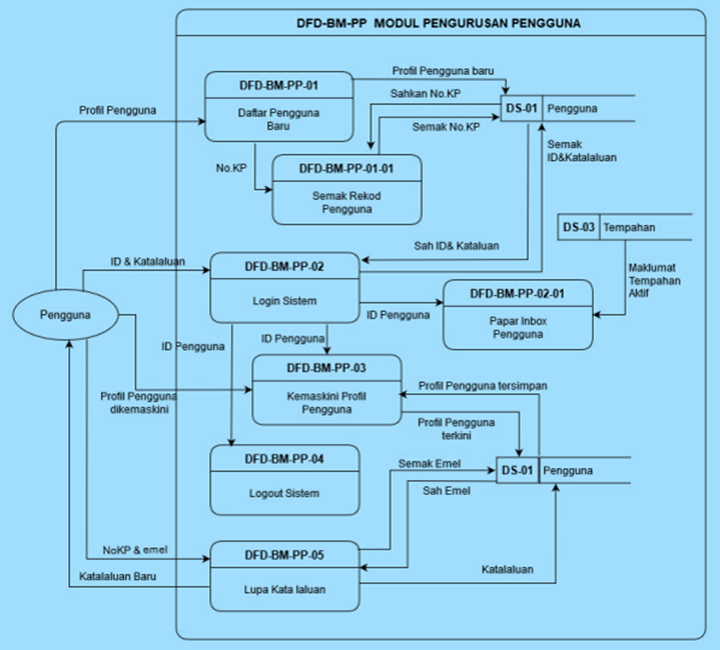 DFD-BM-PP MODUL PENGURUSAN PENGGUNA
Profil Pengguna
DFD-BM-PP-01
Daftar Pengguna
Baru
Profil Pengguna baru
Sahkan No.KP
Semak No.KP
DS-01
Pengguna
No.KP
DFD-BM-PP-01-01
Semak Rekod
Pengguna
Semak
ID&Katalaluan
DS-03
Tempahan
Sah ID& Kataluan
ID & Katalaluan
DFD-BM-PP-02
Login Sistem
Maklumat
Tempahan
Aktif
Pengguna
ID Pengguna
DFD-BM-PP-02-01
Papar Inbox
Pengguna
ID Pengguna
ID Pengguna
DFD-BM-PP-03
Kemaskini Profil
Pengguna
Profil Pengguna
dikemaskini
Profil Pengguna tersimpan
Profil Pengguna
terkini
DFD-BM-PP-04
Logout Sistem
Semak Emel
DS-01
Pengguna
Sah Emel
NoKP & emel
DFD-BM-PP-05
Lupa Kata laluan
Katalaluan Baru
Katalaluan